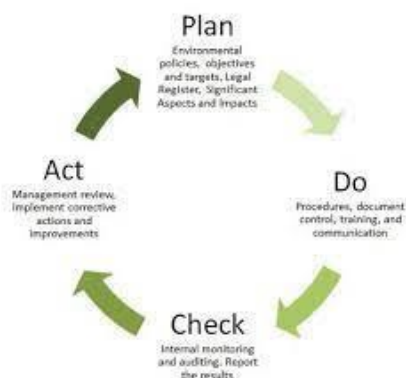 Plan
Environmental
policies, objectives
and targets, Legal
Register, Significant
Aspects and Impacts
Do
Procedures, document
control, training, and
communication
Check
Internal monitoring
and auditing. Report
the results
Act
Management review,
implement corrective
actions and
improvements